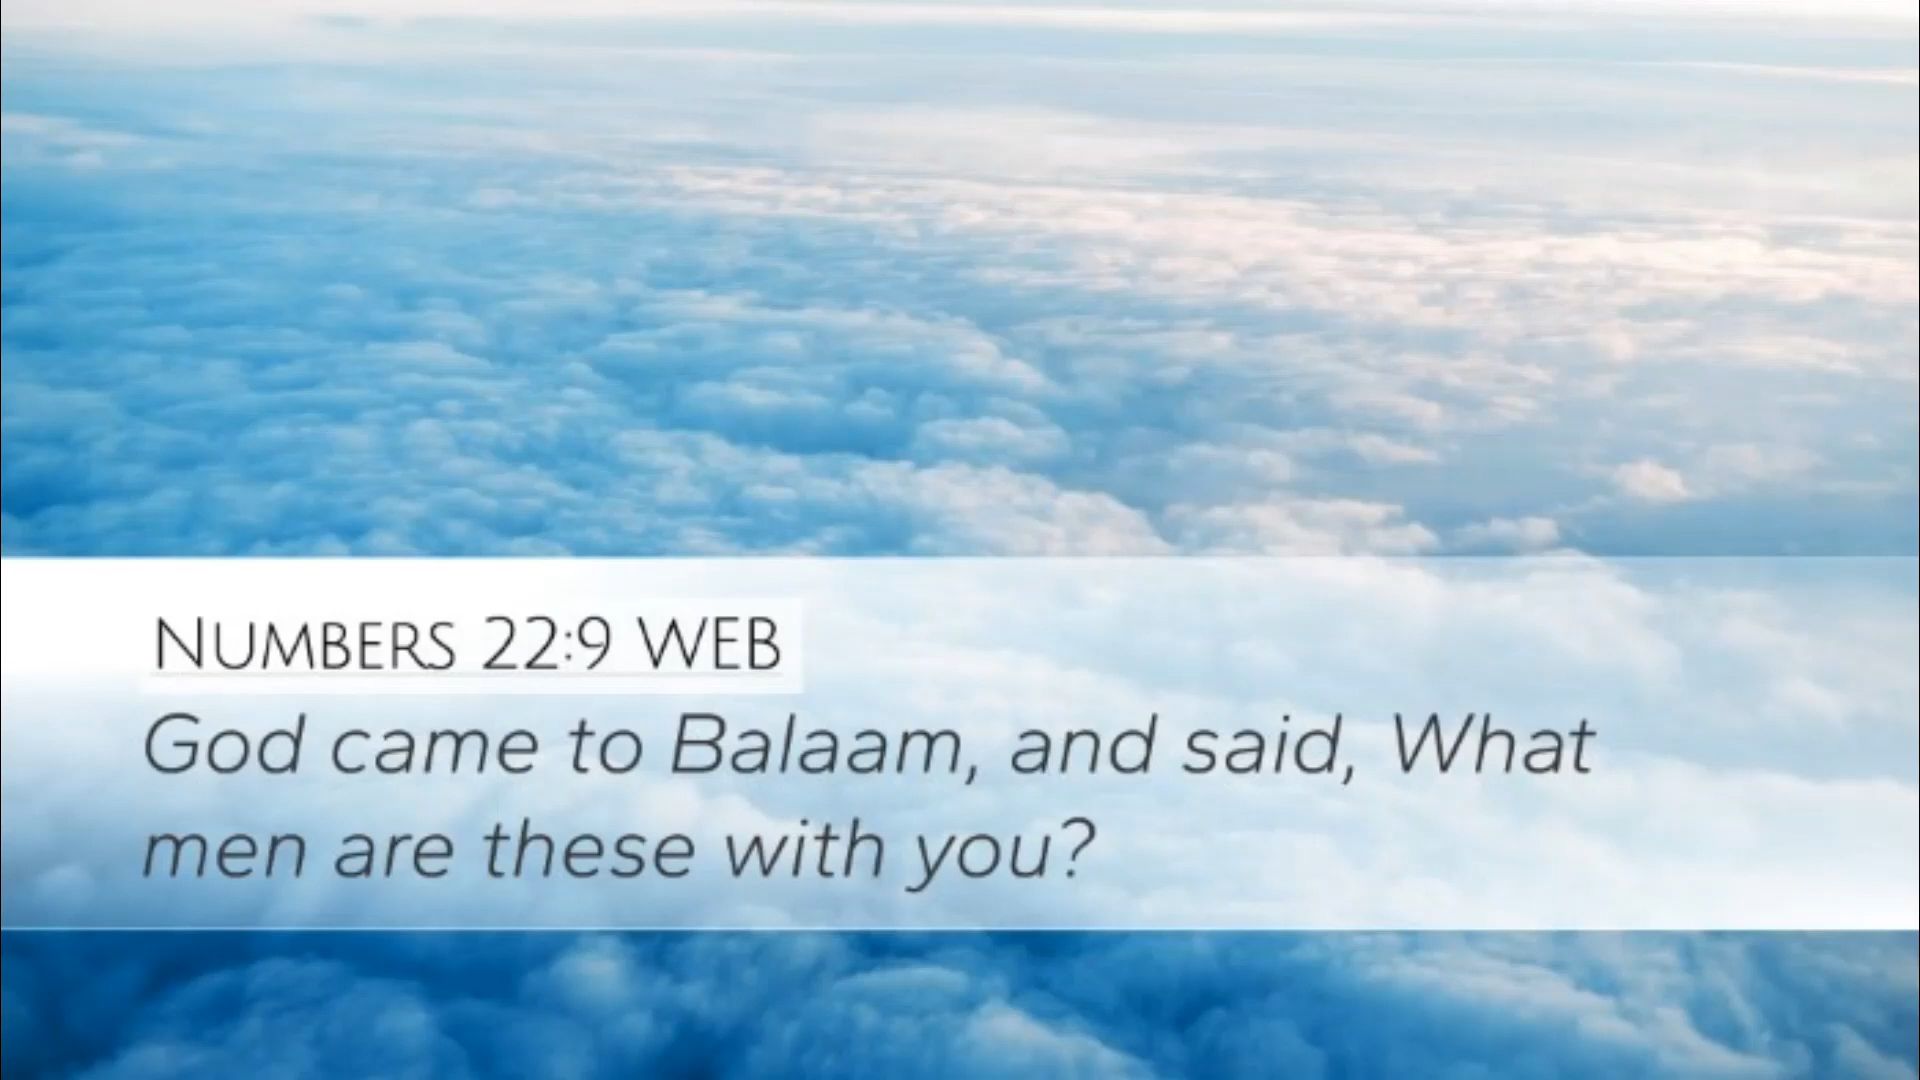 Numbers 22:9 WEB
God came to Balaam, and said, What
men are these with you?